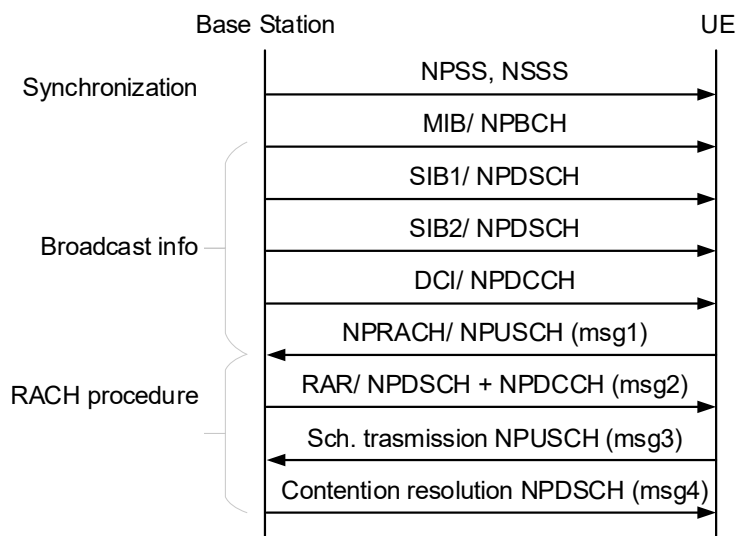 Base Station
UE
Synchronization
NPSS, NSSS
MIB/ NPBCH
SIB1/ NPDSCH
SIB2/ NPDSCH
Broadcast info
DCI/ NPDCCH
NPRACH/ NPUSCH (msg1)
RACH procedure
RAR/ NPDSCH + NPDCCH (msg2)
Sch. trasmission NPUSCH (msg3)
Contention resolution NPDSCH (msg4)